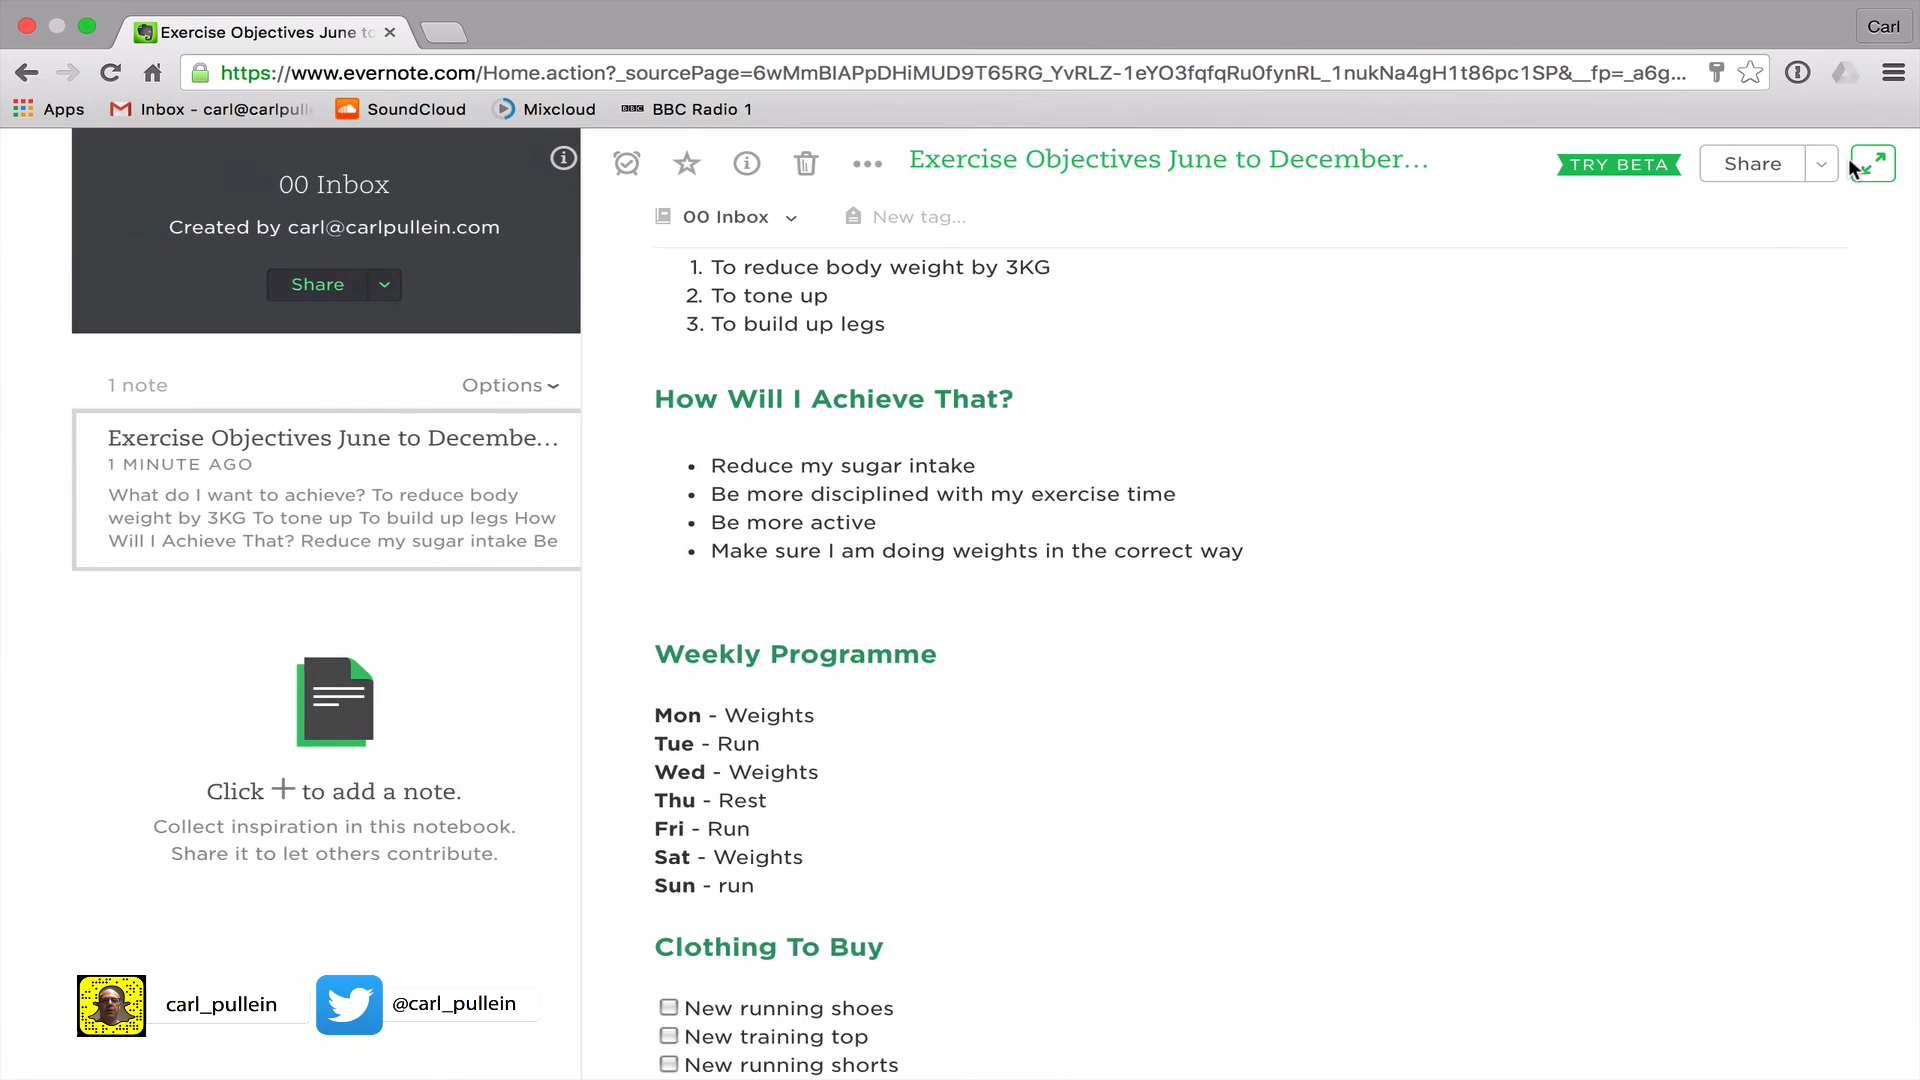 Exercise Objectives June to
Carl
https://www.evernote.com/Home.action?_sourcePage=6wMmBIAPpDHiMUD9T65RG_YvRLZ-1eYO3fqfqRu0fynRL_1nukNa4gH1t86pc1SP&__fp=_a6g...
Apps
Inbox - carl@carlpull
SoundCloud
Mixcloud
BBC BBC Radio 1
00 Inbox
Created by carl@carlpullein.com
Share
1 note
Options
Exercise Objectives June to Decembe...
1 MINUTE AGO
What do I want to achieve? To reduce body
weight by 3KG To tone up To build up legs How
Will I Achieve That? Reduce my sugar intake Be
Click + to add a note.
Collect inspiration in this notebook.
Share it to let others contribute.
carl_pullein
@carl_pullein
Exercise Objectives June to December...
TRY BETA
Share
00 Inbox
New tag...
1. To reduce body weight by 3KG
2. To tone up
3. To build up legs
How Will I Achieve That?
• Reduce my sugar intake
• Be more disciplined with my exercise time
• Be more active
• Make sure I am doing weights in the correct way
Weekly Programme
Mon - Weights
Tue - Run
Wed - Weights
Thu - Rest
Fri - Run
Sat - Weights
Sun - run
Clothing To Buy
New running shoes
New training top
New running shorts